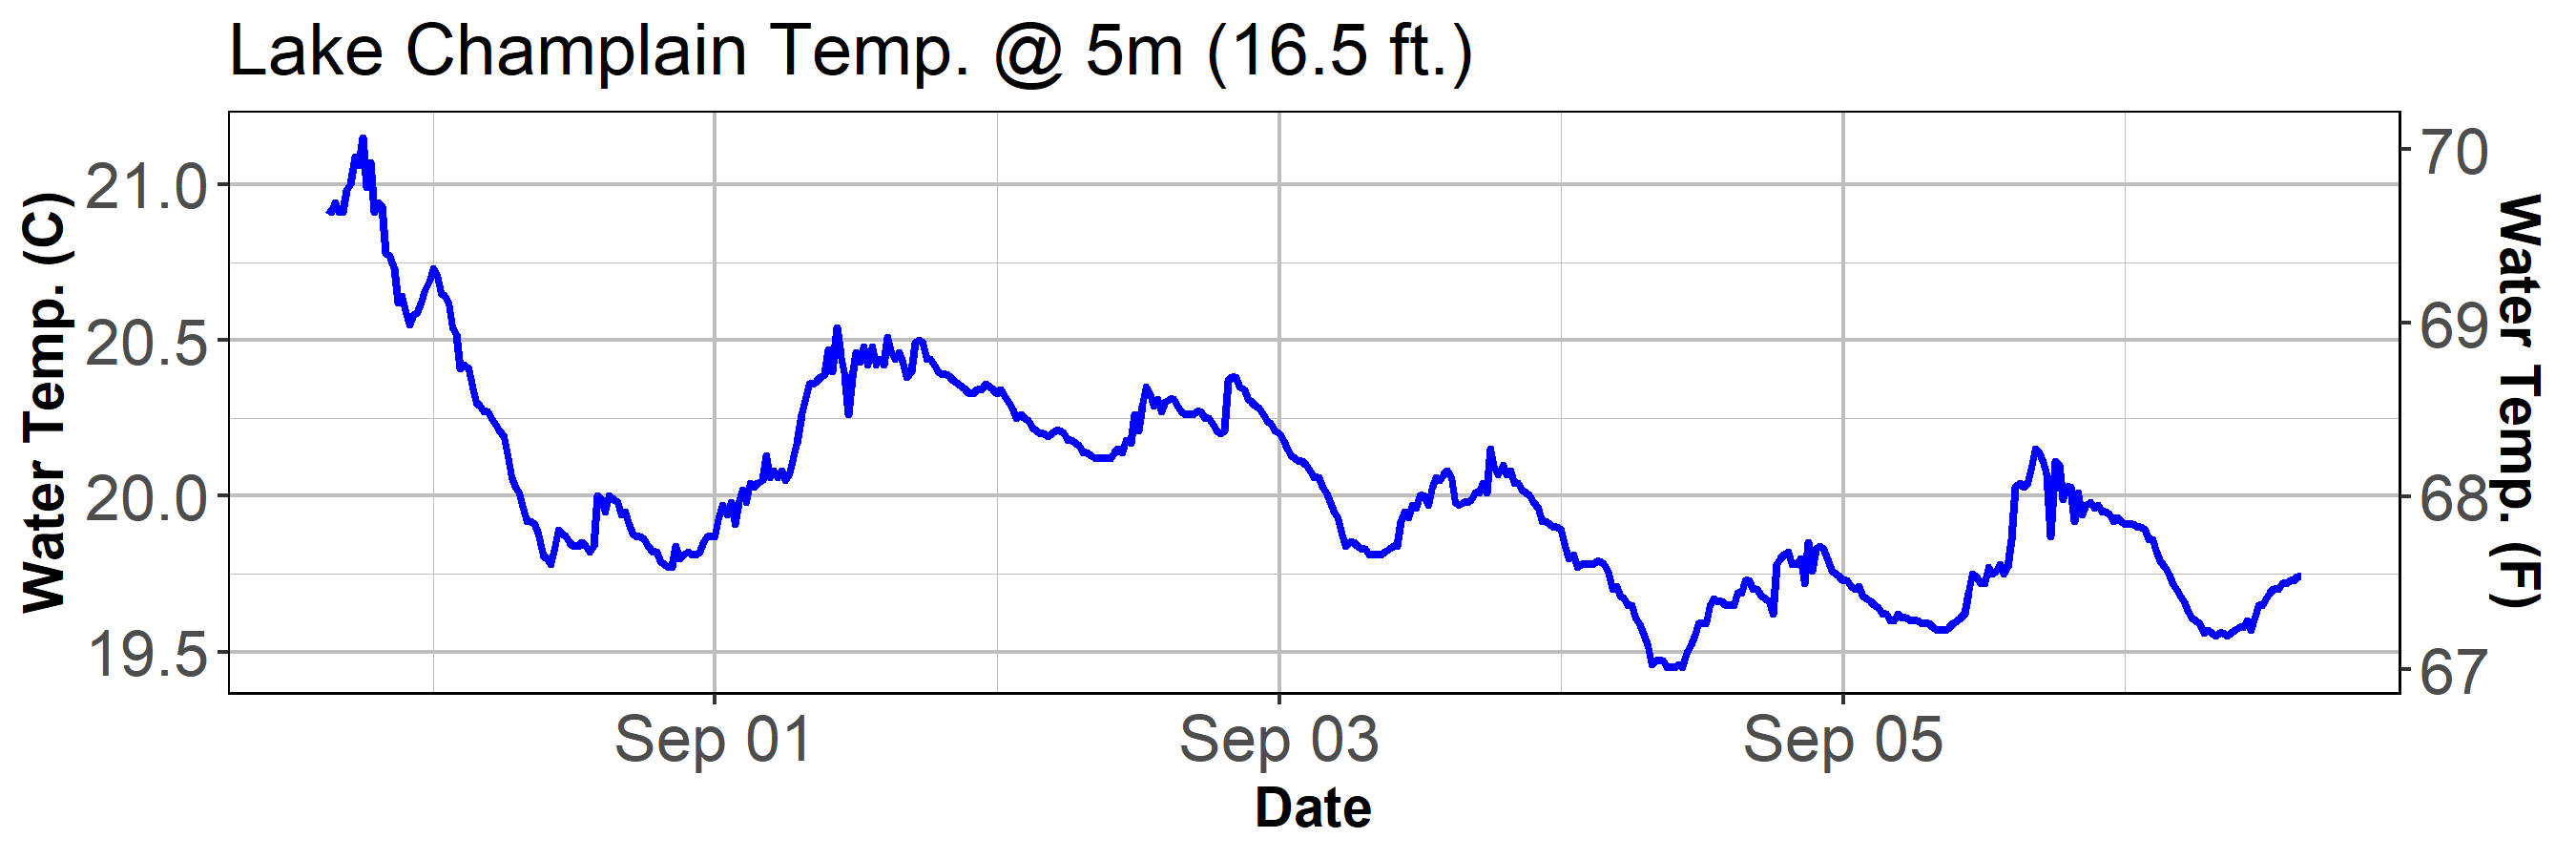 Lake Champlain Temp. @ 5m (16.5 ft.)
Water Temp. (C)
21.0
20.5
20.0
19.5
70
69
68
67
Water Temp. (F)
Sep 01
Sep 03
Sep 05
Date